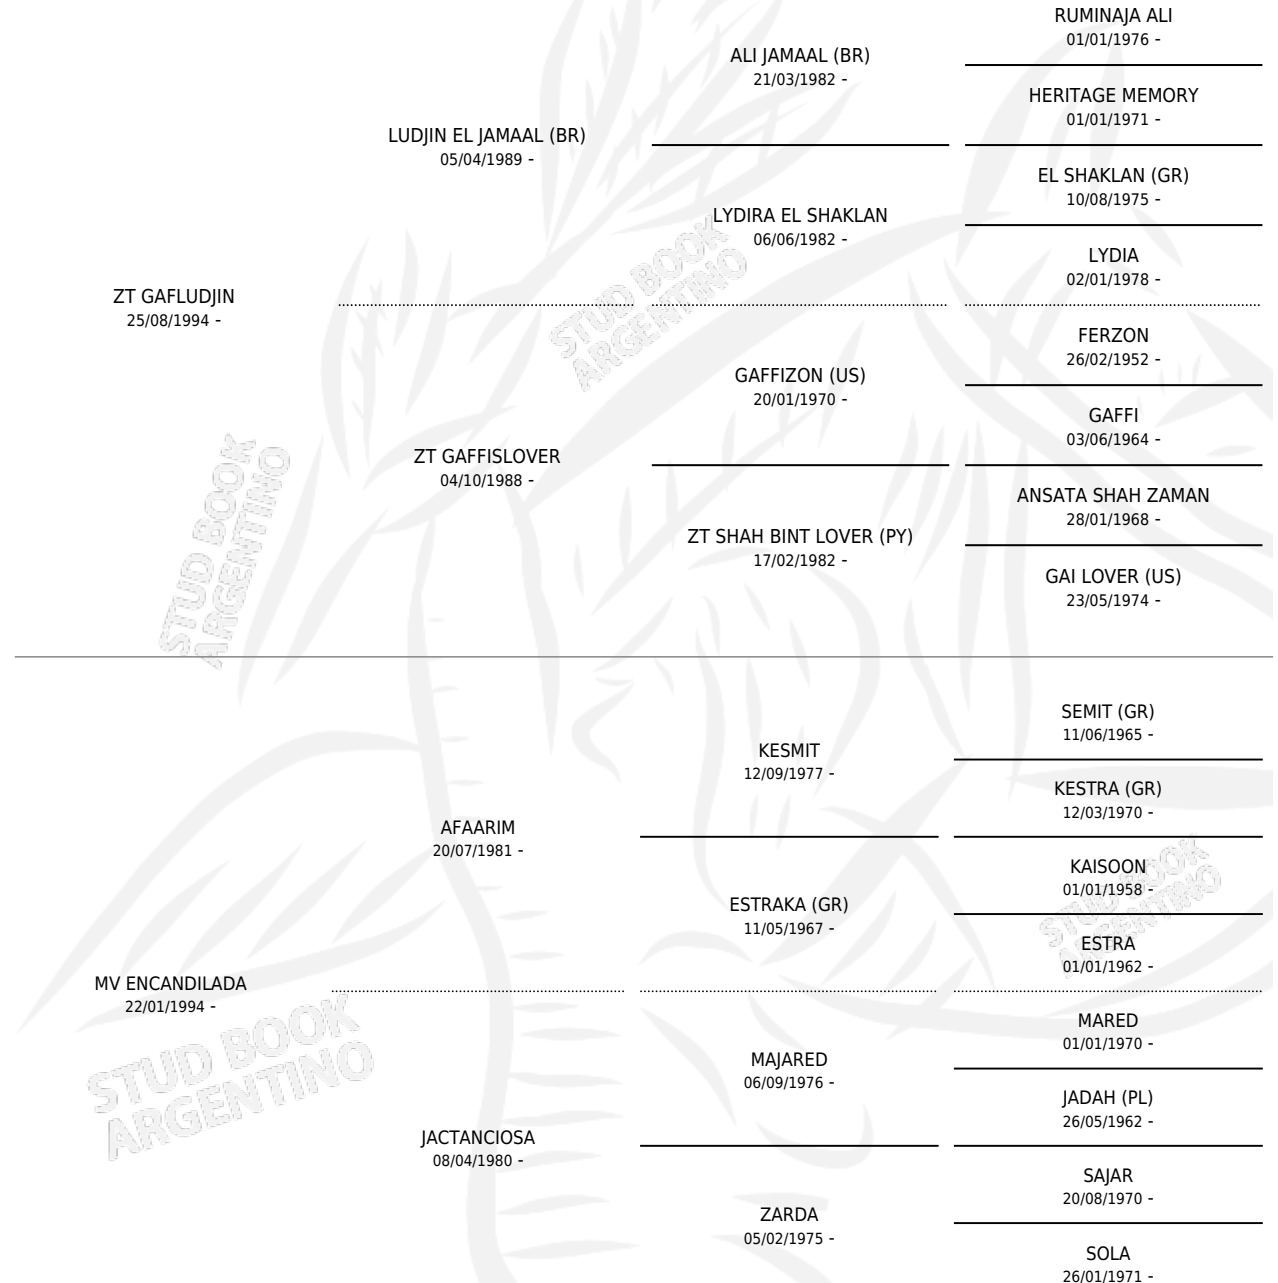 RUMINAJA ALI
01/01/1976 -
ALI JAMAAL (BR)
21/03/1982 -
HERITAGE MEMORY
01/01/1971 -
LUDJIN EL JAMAAL (BR)
05/04/1989 -
EL SHAKLAN (GR)
10/08/1975 -
LYDIRA EL SHAKLAN
06/06/1982 -
LYDIA
02/01/1978 -
ZT GAFLUDJIN
25/08/1994 -
FERZON
26/02/1952 -
GAFFIZON (US)
20/01/1970 -
GAFFI
03/06/1964 -
ZT GAFFISLOVER
04/10/1988 -
ANSATA SHAH ZAMAN
28/01/1968 -
ZT SHAH BINT LOVER (PY)
17/02/1982 -
GAI LOVER (US)
23/05/1974 -
SEMIT (GR)
11/06/1965 -
KESMIT
12/09/1977 -
KESTRA (GR)
12/03/1970 -
AFAARIM
20/07/1981 -
KAISOON
01/01/1958 -
ESTRAKA (GR)
11/05/1967 -
ESTRA
01/01/1962 -
MV ENCANDILADA
22/01/1994 -
MARED
01/01/1970 -
MAJARED
06/09/1976 -
JADAH (PL)
26/05/1962 -
JACTANCIOSA
08/04/1980 -
SAJAR
20/08/1970 -
ZARDA
05/02/1975 -
SOLA
26/01/1971 -
STUD BOOK
ARGENTINO
STUD BOOK
ARGENTINO
STUD BOOK
ARGENTINO
STUD BOOK
ARGENTINO